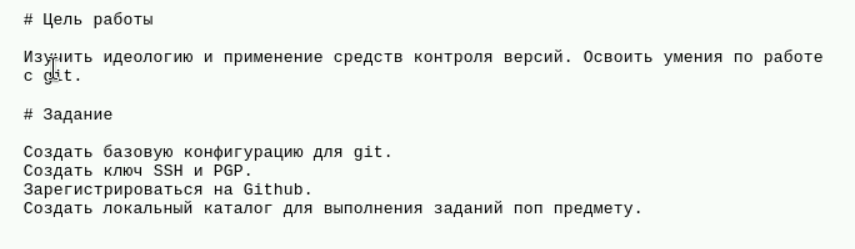 # Цель работы
Изучить идеологию и применение средств контроля версий. Освоить умения по работе
с git.
# Задание
Создать базовую конфигурацию для git.
Создать ключ SSH и PGP.
Зарегистрироваться на Github.
Создать локальный каталог для выполнения заданий поп предмету.